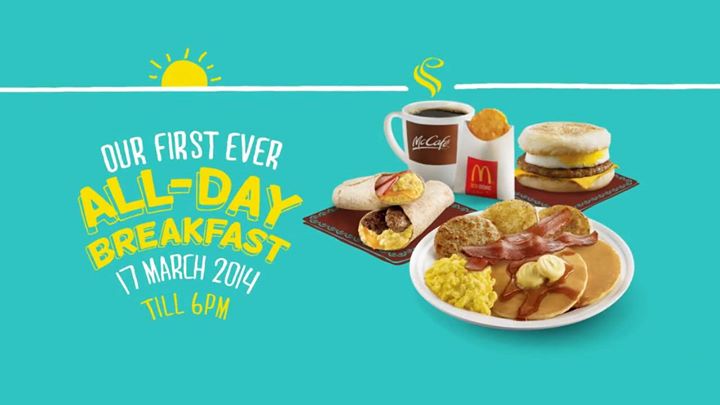 OUR FIRST EVER
ALL-DAY
BREAKFAST
17 MARCH 2014
TILL 6PM
McCafé